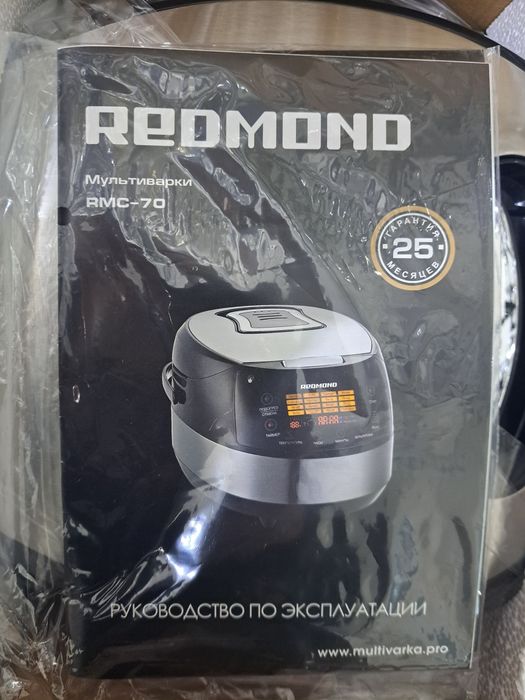 REDMOND
Мультиварки
RMC-70
ГАРАНТИЯ
25
МЕСЯЦЕВ
REDMOND
РУКОВОДСТВО ПО ЭКСПЛУАТАЦИИ
www.multivarka.pro